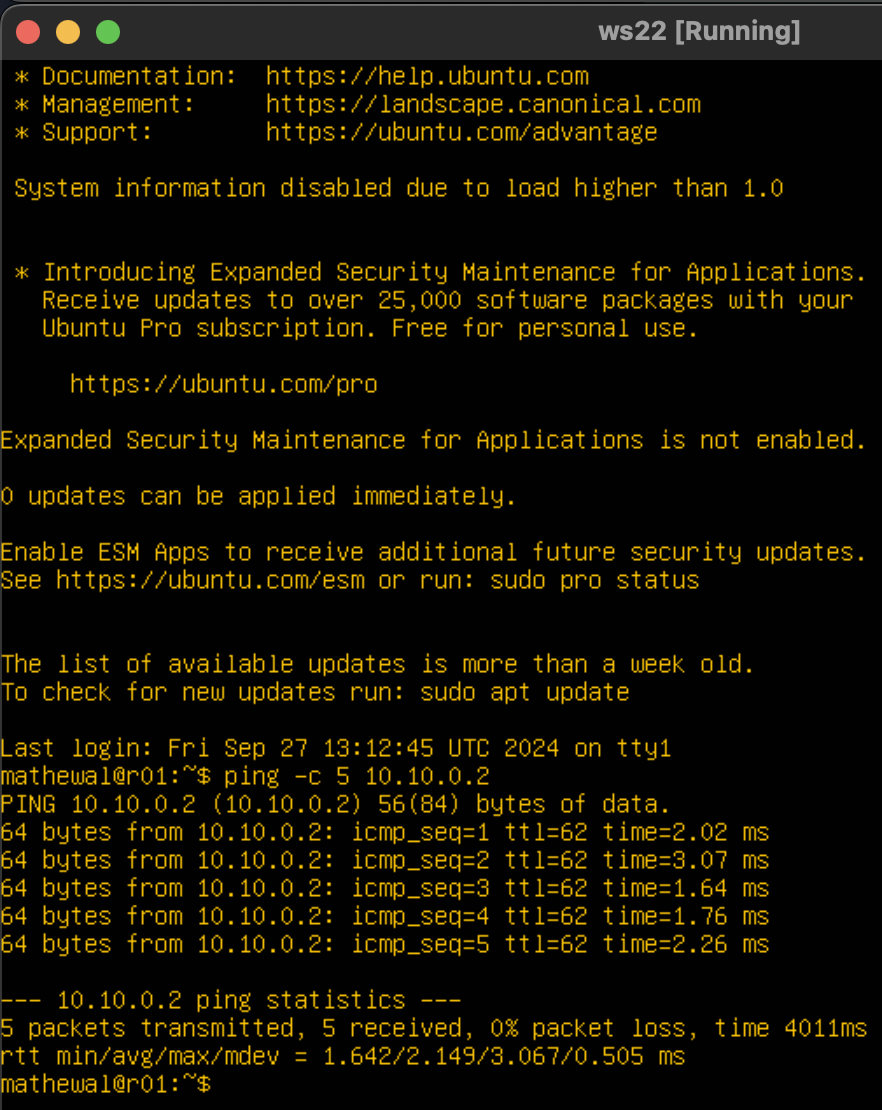 ws22 [Running]
* Documentation:  https://help.ubuntu.com
* Management:     https://landscape.canonical.com
* Support:        https://ubuntu.com/advantage
System information disabled due to load higher than 1.0
* Introducing Expanded Security Maintenance for Applications.
Receive updates to over 25,000 software packages with your
Ubuntu Pro subscription. Free for personal use.
https://ubuntu.com/pro
Expanded Security Maintenance for Applications is not enabled.
0 updates can be applied immediately.
Enable ESM Apps to receive additional future security updates.
See https://ubuntu.com/esm or run: sudo pro status
The list of available updates is more than a week old.
To check for new updates run: sudo apt update
Last login: Fri Sep 27 13:12:45 UTC 2024 on tty1
mathewal@r01:~$ ping -c 5 10.10.0.2
PING 10.10.0.2 (10.10.0.2) 56(84) bytes of data.
64 bytes from 10.10.0.2: icmp_seq=1 ttl=62 time=2.02 ms
64 bytes from 10.10.0.2: icmp_seq=2 ttl=62 time=3.07 ms
64 bytes from 10.10.0.2: icmp_seq=3 ttl=62 time=1.64 ms
64 bytes from 10.10.0.2: icmp_seq=4 ttl=62 time=1.76 ms
64 bytes from 10.10.0.2: icmp_seq=5 ttl=62 time=2.26 ms
--- 10.10.0.2 ping statistics ---
5 packets transmitted, 5 received, 0% packet loss, time 4011ms
rtt min/avg/max/mdev = 1.642/2.149/3.067/0.505 ms
mathewal@r01:~$